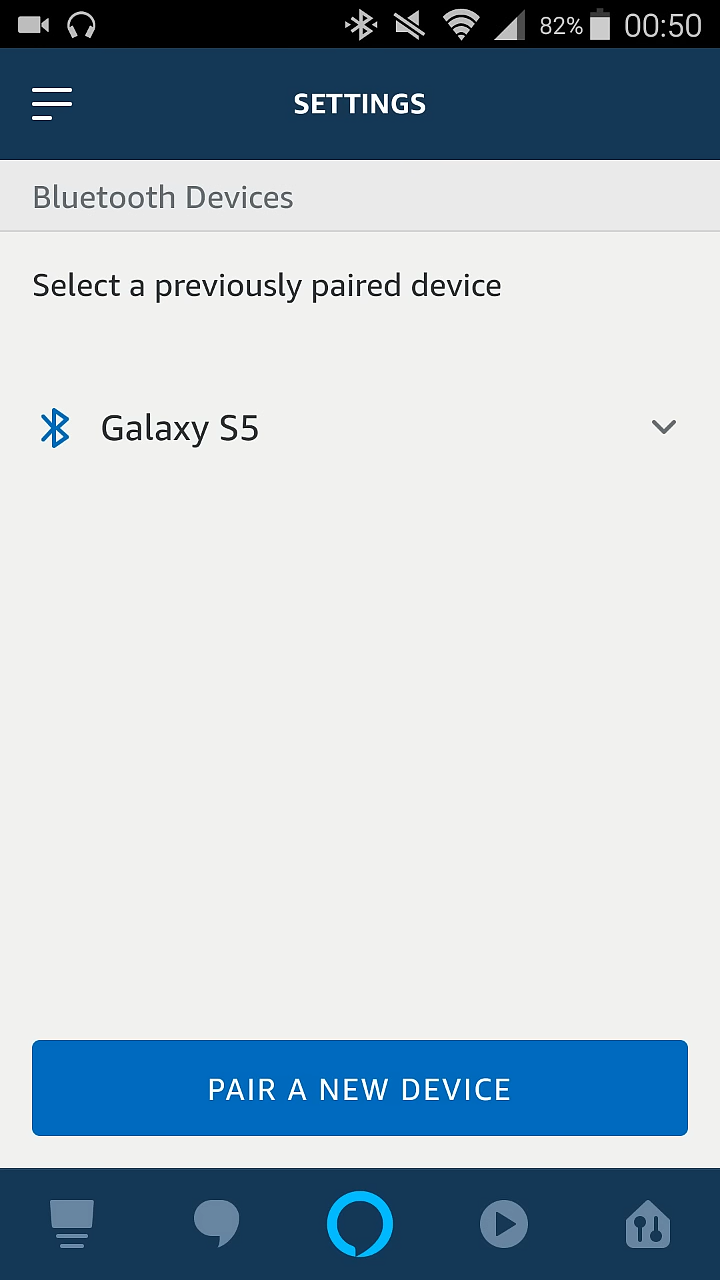 82% 00:50
SETTINGS
Bluetooth Devices
Select a previously paired device
Galaxy S5
PAIR A NEW DEVICE